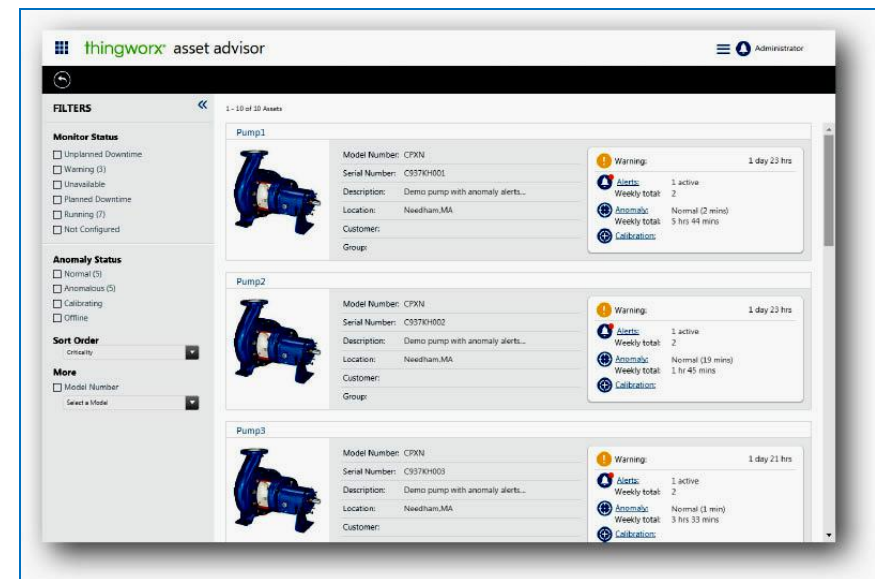 thingworx asset advisor
Administrator
FILTERS
Monitor Status
Unplanned Downtime
Warning (3)
Unavailable
Planned Downtime
Running (7)
Not Configured
Anomaly Status
Normal (5)
Anomalous (5)
Calibrating
Offline
Sort Order
Criticality
More
Model Number
Select a Model
1 - 10 of 10 Assets
Pump1
Model Number: CPXN
Serial Number: C937KH001
Description: Demo pump with anomaly alerts...
Location: Needham,MA
Customer:
Group:
Warning: 1 day 23 hrs
Alerts: 1 active
Weekly total: 2
Anomaly: Normal (2 mins)
Weekly total: 5 hrs 44 mins
Calibration:
Pump2
Model Number: CPXN
Serial Number: C937KH002
Description: Demo pump with anomaly alerts...
Location: Needham,MA
Customer:
Group:
Warning: 1 day 23 hrs
Alerts: 1 active
Weekly total: 2
Anomaly: Normal (19 mins)
Weekly total: 1 hr 45 mins
Calibration:
Pump3
Model Number: CPXN
Serial Number: C937KH003
Description: Demo pump with anomaly alerts...
Location: Needham,MA
Customer:
Warning: 1 day 21 hrs
Alerts: 1 active
Weekly total: 2
Anomaly: Normal (1 min)
Weekly total: 3 hrs 33 mins
Calibration: